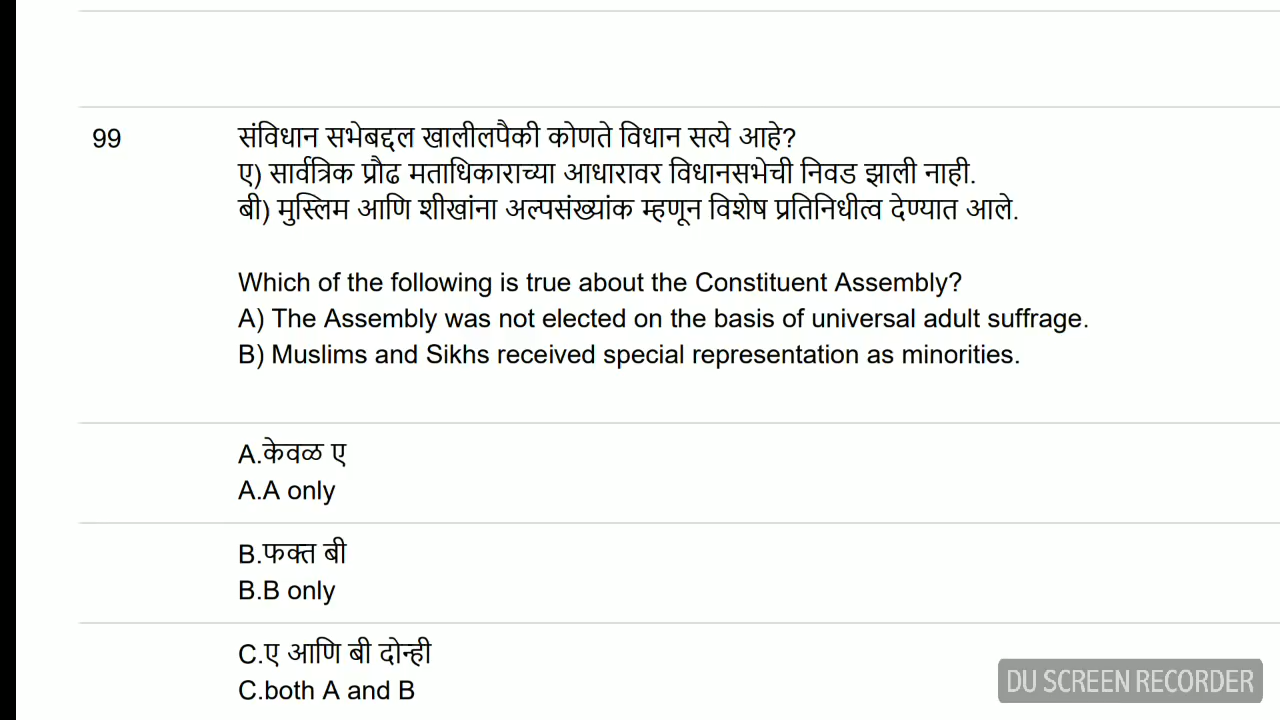 99
संविधान सभेबद्दल खालीलपैकी कोणते विधान सत्ये आहे?
ए) सार्वत्रिक प्रौढ मताधिकाराच्या आधारावर विधानसभेची निवड झाली नाही.
बी) मुस्लिम आणि शीखांना अल्पसंख्यांक म्हणून विशेष प्रतिनिधीत्व देण्यात आले.
Which of the following is true about the Constituent Assembly?
A) The Assembly was not elected on the basis of universal adult suffrage.
B) Muslims and Sikhs received special representation as minorities.
A.केवळ ए
A.A only
B.फक्त बी
B.B only
C.ए आणि बी दोन्ही
C.both A and B
DU SCREEN RECORDER